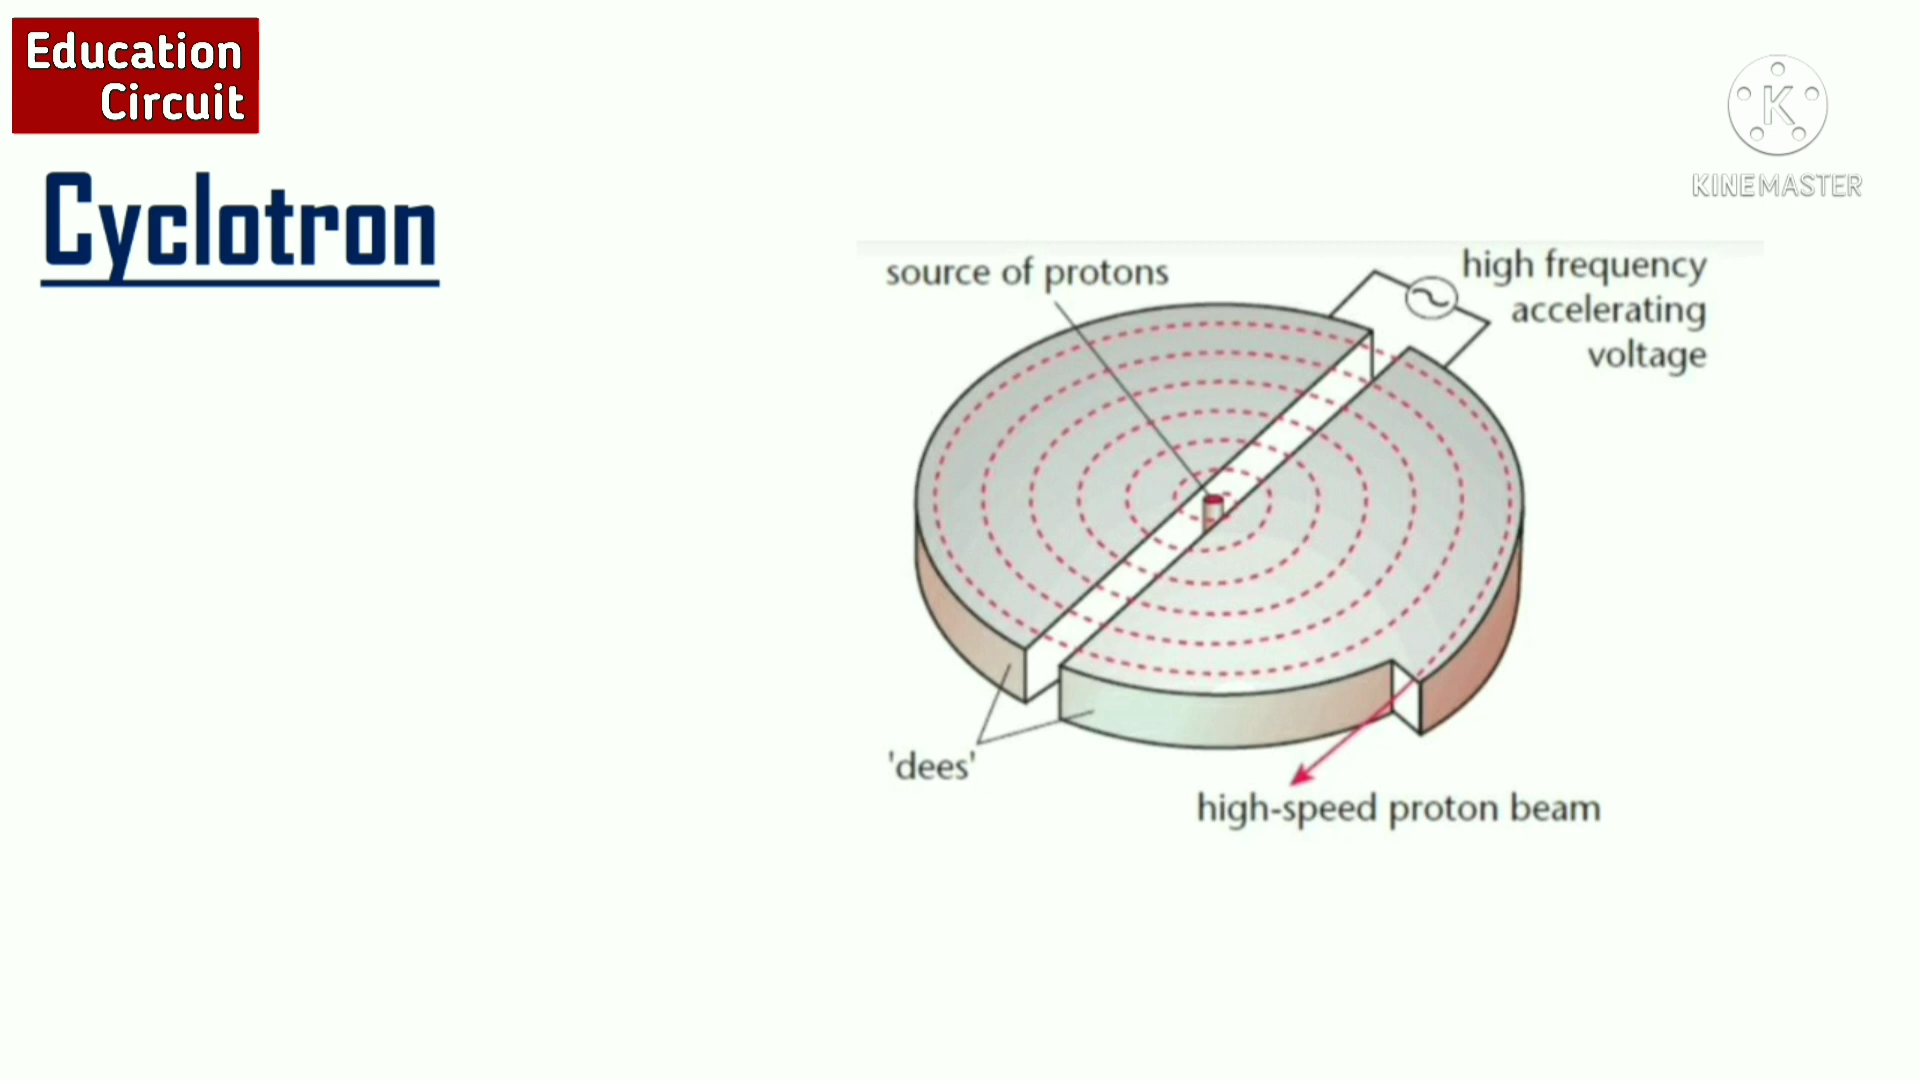 Education
Circuit
Cyclotron
K
KINEMASTER
source of protons
high frequency
accelerating
voltage
'dees'
high-speed proton beam